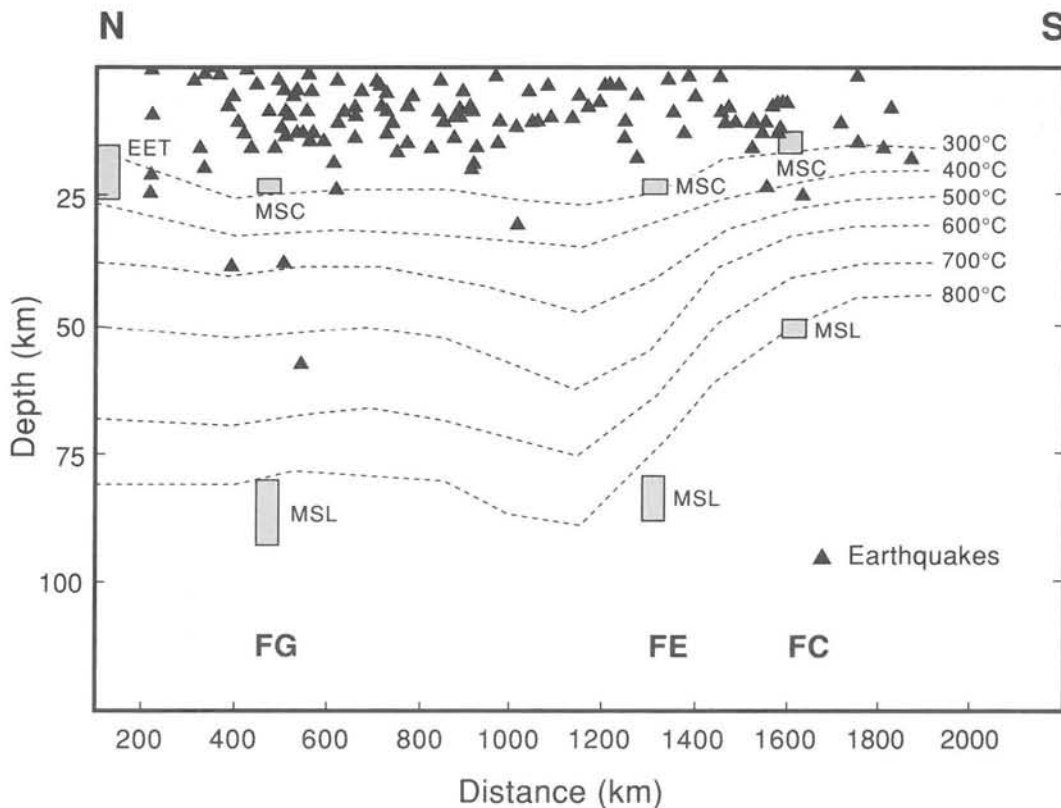 N
S
EET
MSC
MSC
MSC
300°C
400°C
500°C
600°C
700°C
800°C
MSL
MSL
MSL
Earthquakes
FG
FE
FC
25
50
75
100
Depth (km)
200
400
600
800
1000
1200
1400
1600
1800
2000
Distance (km)